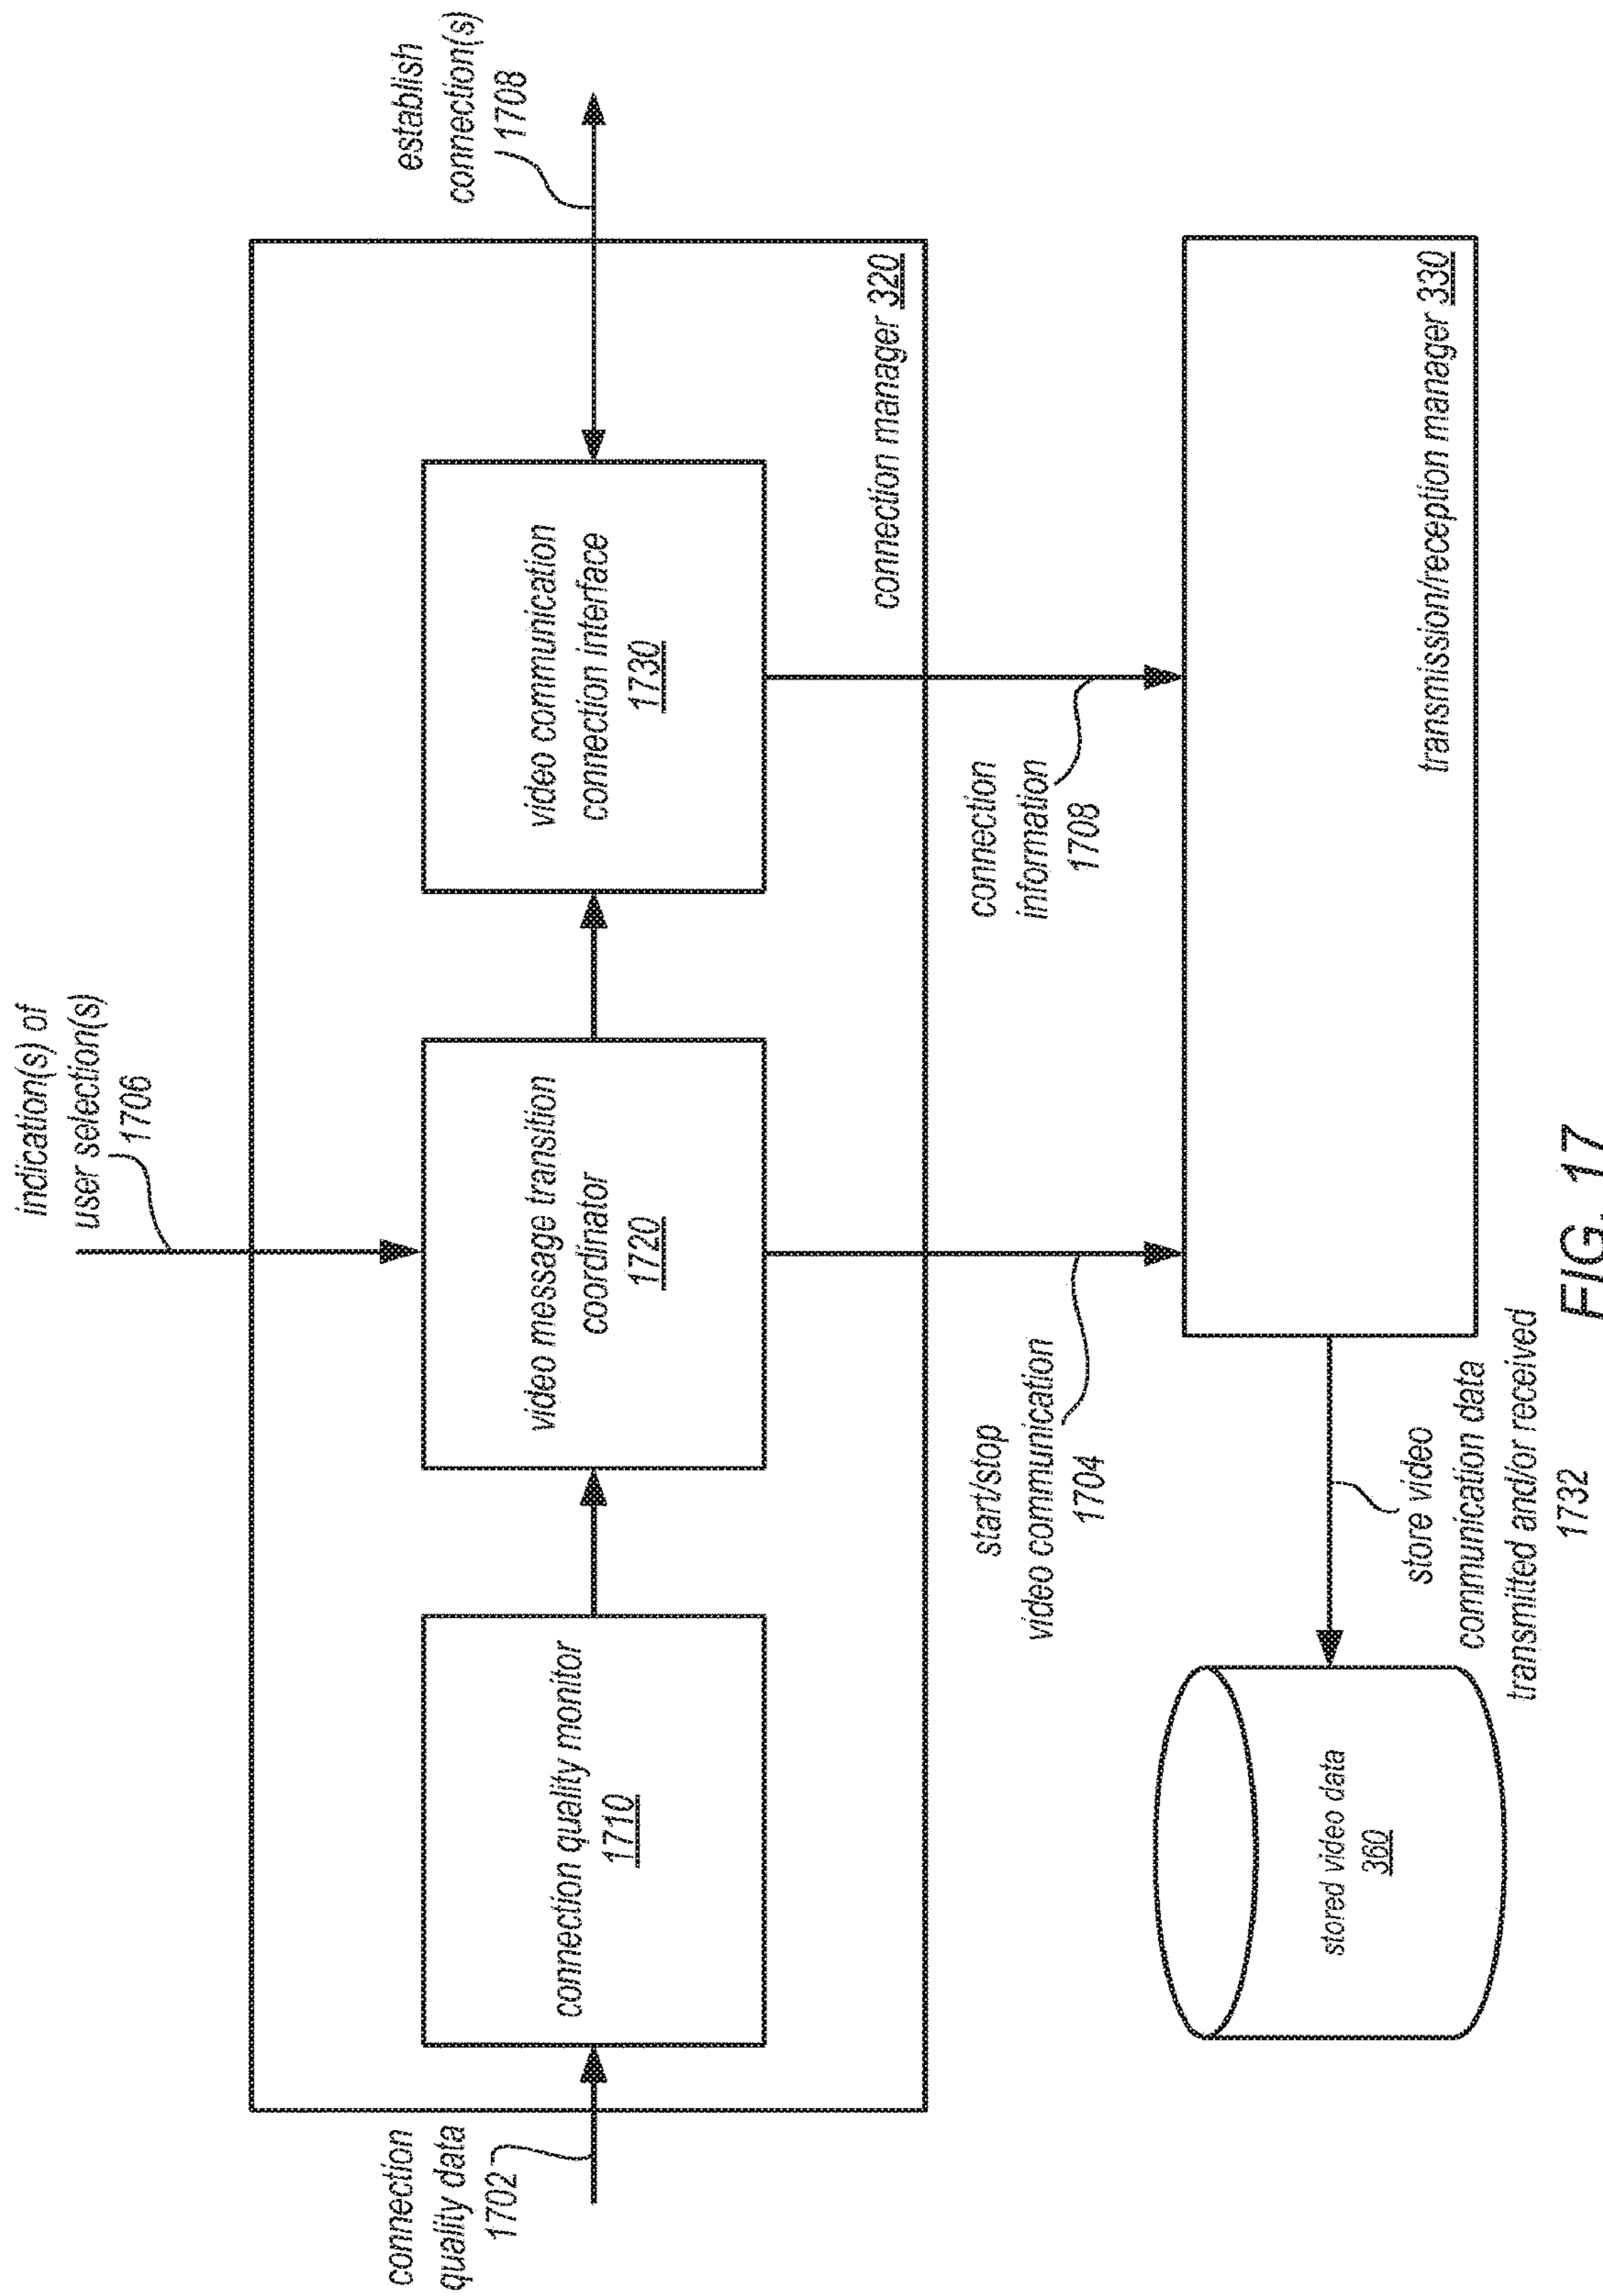 indication(s) of
user selection(s)
1706
connection
quality data
1702
connection quality monitor
1710
video message transition
coordinator
1720
video communication
connection interface
1730
establish
connection(s)
1708
connection manager 320
start/stop
video communication
1704
connection
information
1708
stored video data
360
store video
communication data
transmitted and/or received
1732
transmission/reception manager 330
FIG. 17